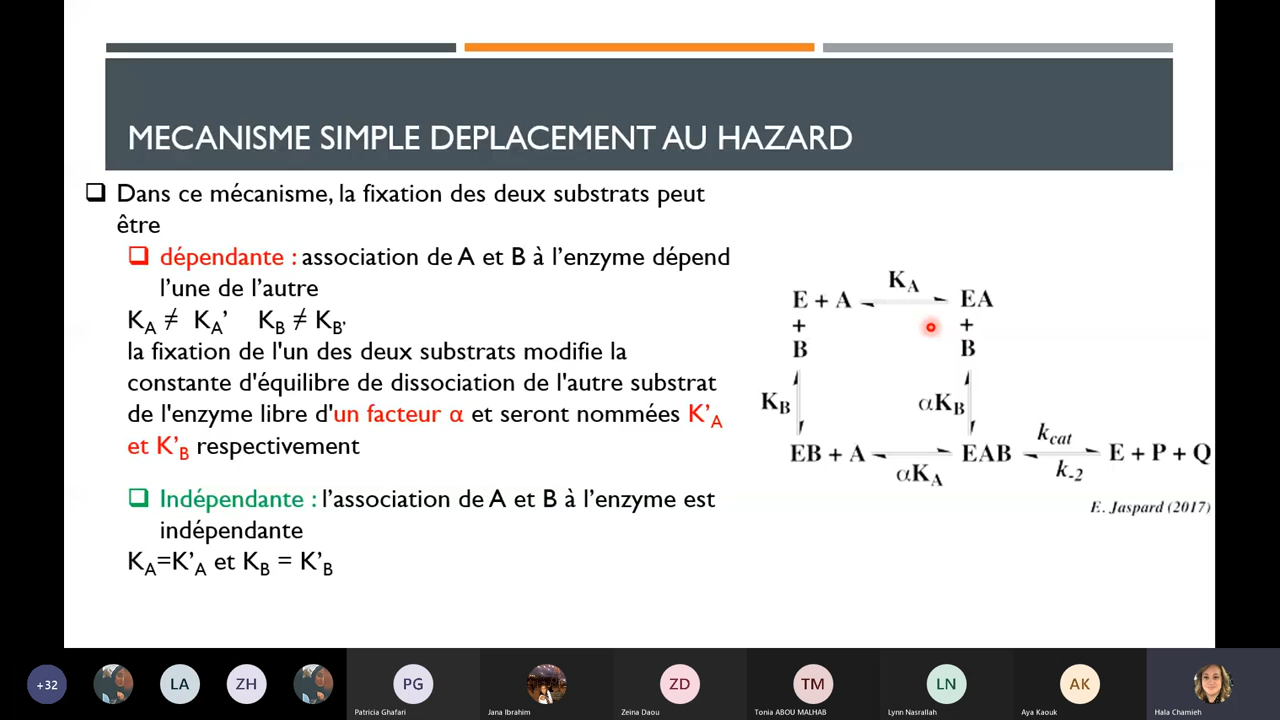 MECANISME SIMPLE DEPLACEMENT AU HAZARD
Dans ce mécanisme, la fixation des deux substrats peut
être
dépendante : association de A et B à l'enzyme dépend
l'une de l'autre
KA ≠ KA' KB ≠ KB'
la fixation de l'un des deux substrats modifie la
constante d'équilibre de dissociation de l'autre substrat
de l'enzyme libre d'un facteur α et seront nommées K'A
et K'B respectivement
Indépendante : l'association de A et B à l'enzyme est
indépendante
KA=K'A et KB = K'B
KA
E + A EA
+ +
B B
KB αKB
kcat
EB + A EAB E + P + Q
αKA k-2
E. Jaspard (2017)
+32 LA ZH PG ZD TM LN AK
Patricia Ghafari Jana Ibrahim Zeina Daou Tonia ABOU MALHAB Lynn Nasrallah Aya Kaouk Hala Chamieh